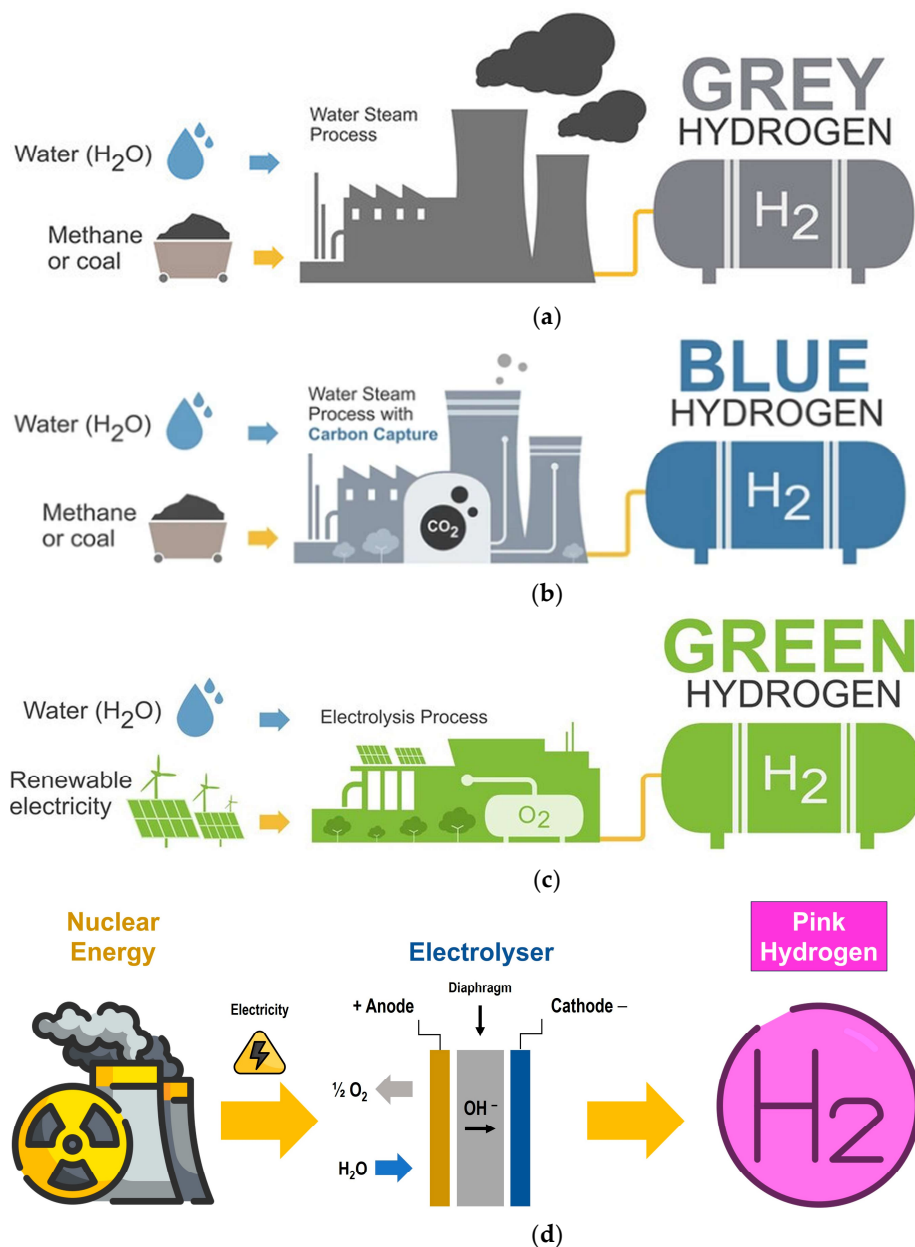 GREY
HYDROGEN
Water Steam
Process
Water (H₂O)
Methane
or coal
H₂
(a)
BLUE
HYDROGEN
Water Steam
Process with
Carbon Capture
Water (H₂O)
Methane
or coal
CO₂
H₂
(b)
GREEN
HYDROGEN
Water (H₂O)
Electrolysis Process
Renewable
electricity
O₂
H₂
(c)
Nuclear
Energy
Electrolyser
Pink
Hydrogen
Electricity
Diaphragm
+ Anode
Cathode –
½ O₂
OH –
H₂O
H₂
(d)